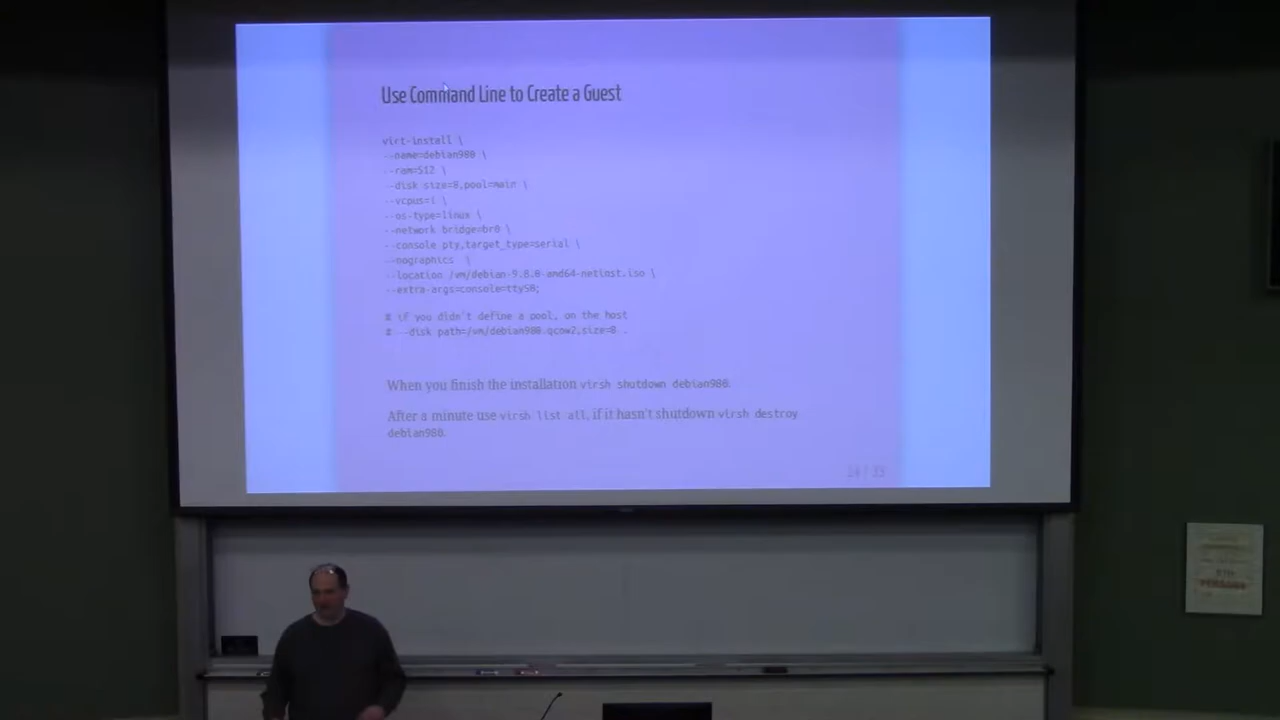 Use Command Line to Create a Guest
virt-install \
--name=debian980 \
--ram=512 \
--disk size=8,pool=main \
--vcpus=1 \
--os-type=linux \
--network bridge=br0 \
--console pty,target_type=serial \
--nographics \
--location /vm/debian-9.8.0-amd64-netinst.iso \
--extra-args=console=ttyS0;
# if you didn't define a pool, on the host
# --disk path=/vm/debian980.qcow2,size=8 .
When you finish the installation virsh shutdown debian980.
After a minute use virsh list all, if it hasn't shutdown virsh destroy
debian980.
14 / 33